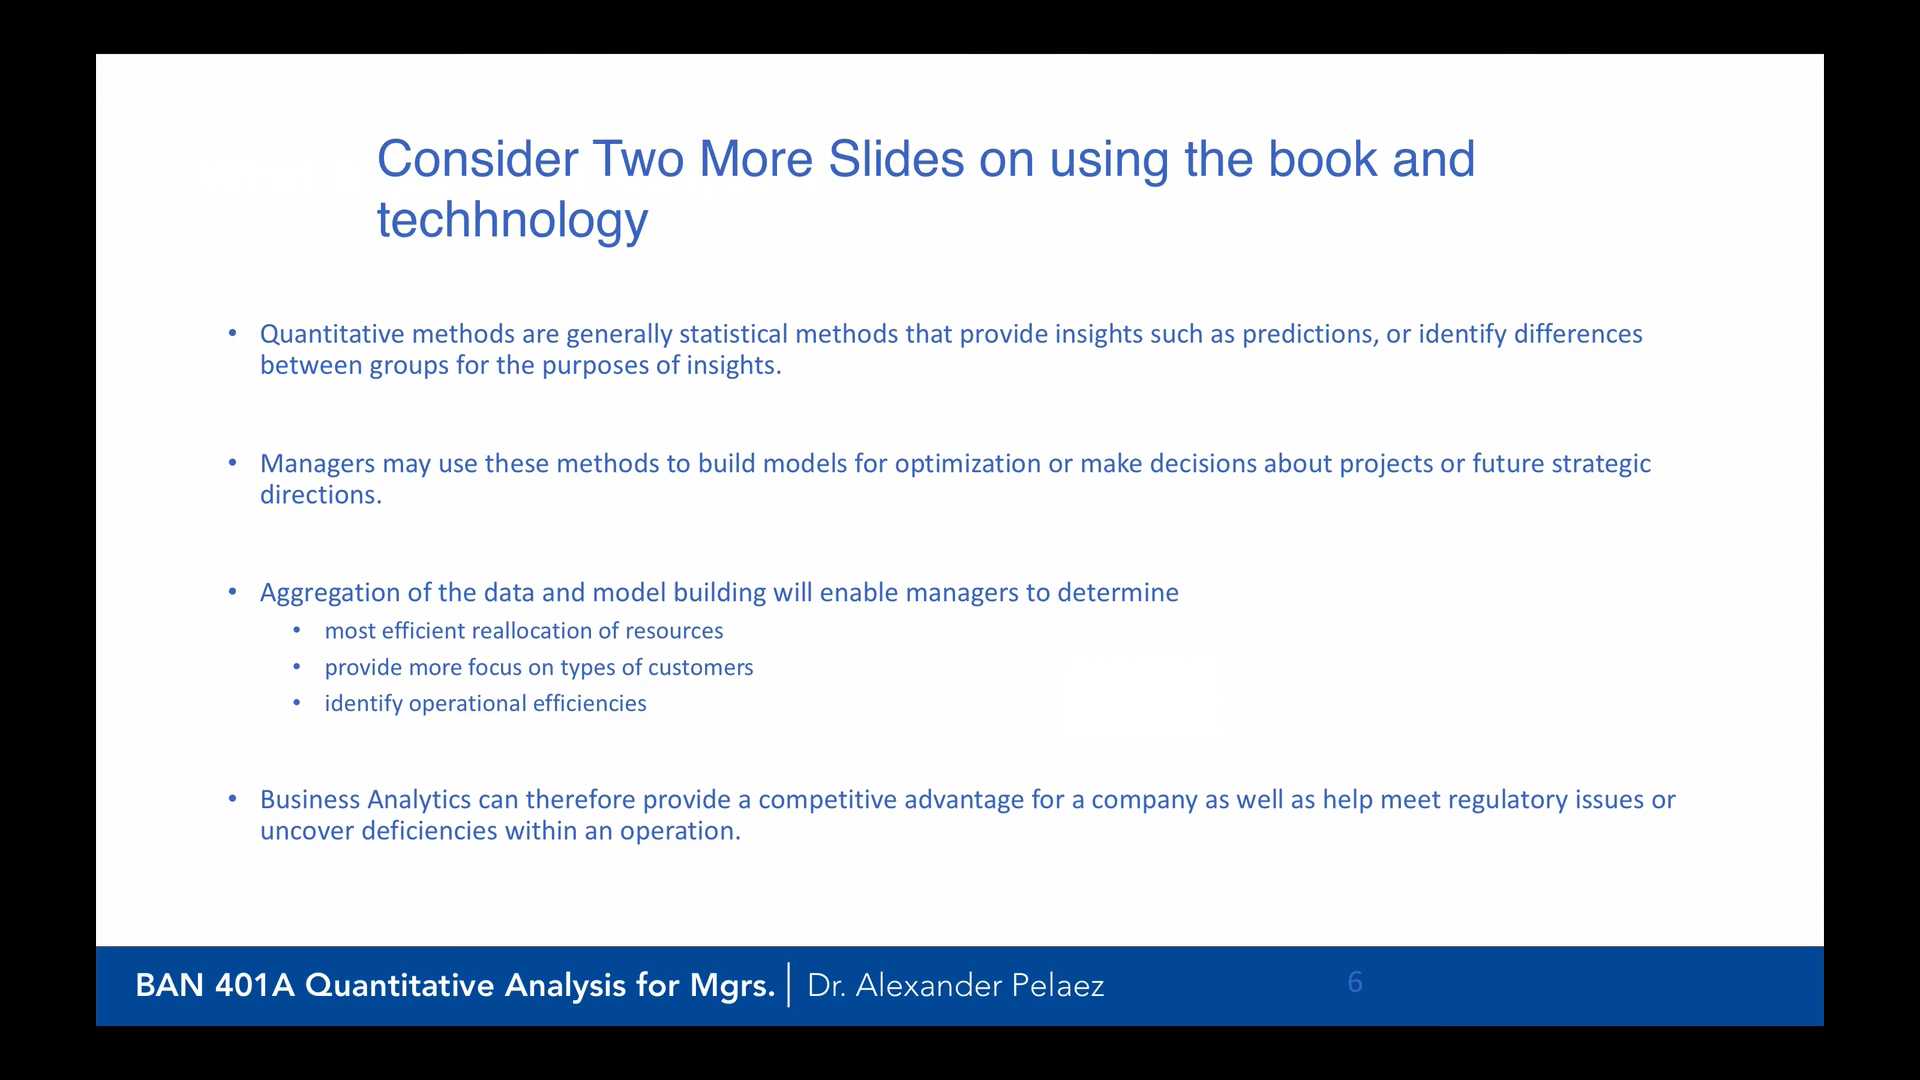 Consider Two More Slides on using the book and
techhnology
• Quantitative methods are generally statistical methods that provide insights such as predictions, or identify differences
between groups for the purposes of insights.
• Managers may use these methods to build models for optimization or make decisions about projects or future strategic
directions.
• Aggregation of the data and model building will enable managers to determine
• most efficient reallocation of resources
• provide more focus on types of customers
• identify operational efficiencies
• Business Analytics can therefore provide a competitive advantage for a company as well as help meet regulatory issues or
uncover deficiencies within an operation.
BAN 401A Quantitative Analysis for Mgrs. | Dr. Alexander Pelaez
6